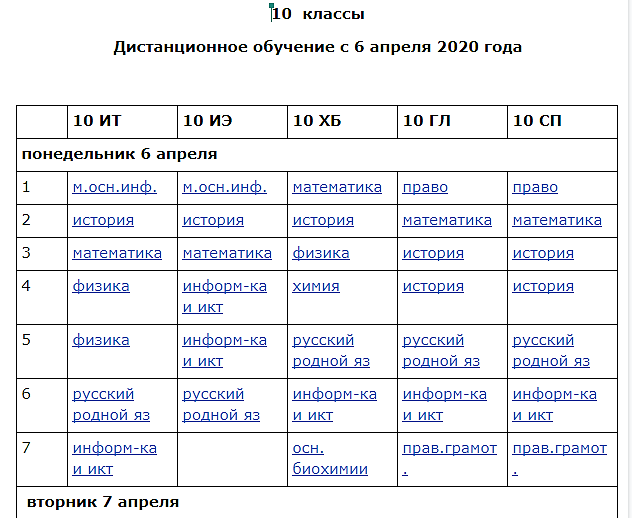 10 классы
Дистанционное обучение с 6 апреля 2020 года
10 ИТ 10 ИЭ 10 ХБ 10 ГЛ 10 СП
понедельник 6 апреля
1 м.осн.инф. м.осн.инф. математика право право
2 история история история математика математика
3 математика математика физика история история
4 физика информ-ка химия история история
и икт
5 физика информ-ка русский русский русский
и икт родной яз родной яз родной яз
6 русский русский информ-ка информ-ка информ-ка
родной яз родной яз и икт и икт и икт
7 информ-ка осн. прав.грамот прав.грамот
и икт биохимии . .
вторник 7 апреля